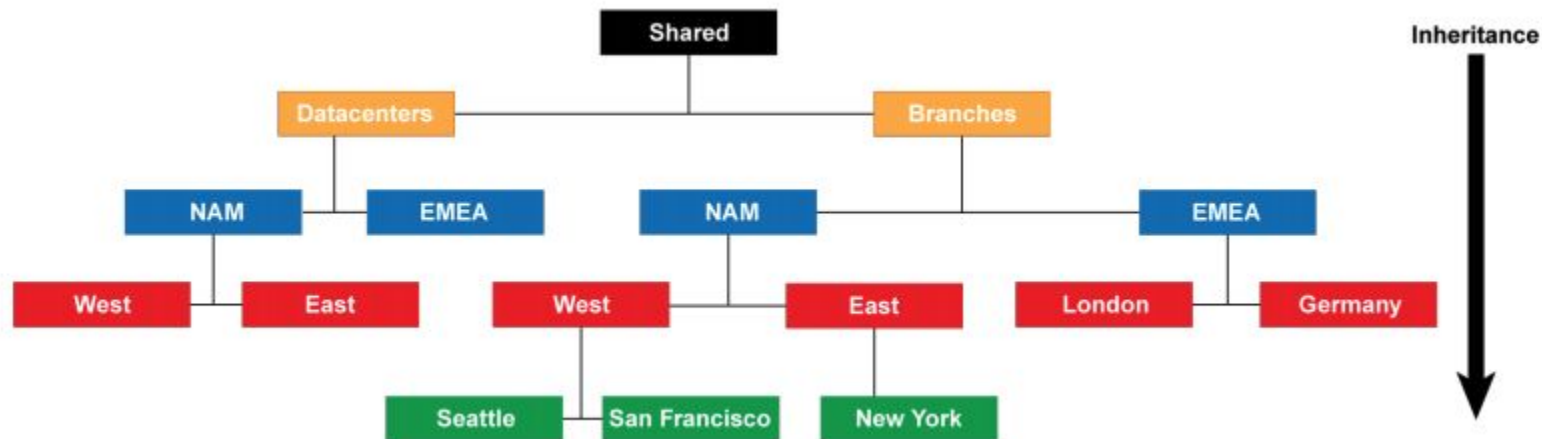 Shared
Inheritance
Datacenters
Branches
NAM
EMEA
NAM
EMEA
West
East
West
East
London
Germany
Seattle
San Francisco
New York